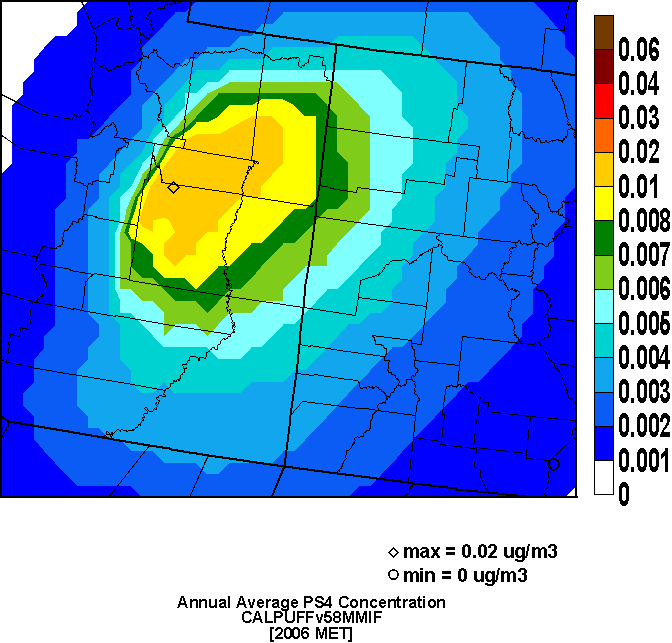 0.06
0.04
0.03
0.02
0.01
0.008
0.007
0.006
0.005
0.004
0.003
0.002
0.001
0
max = 0.02 ug/m3
min = 0 ug/m3
Annual Average PS4 Concentration
CALPUFFv58MMIF
[2006 MET]